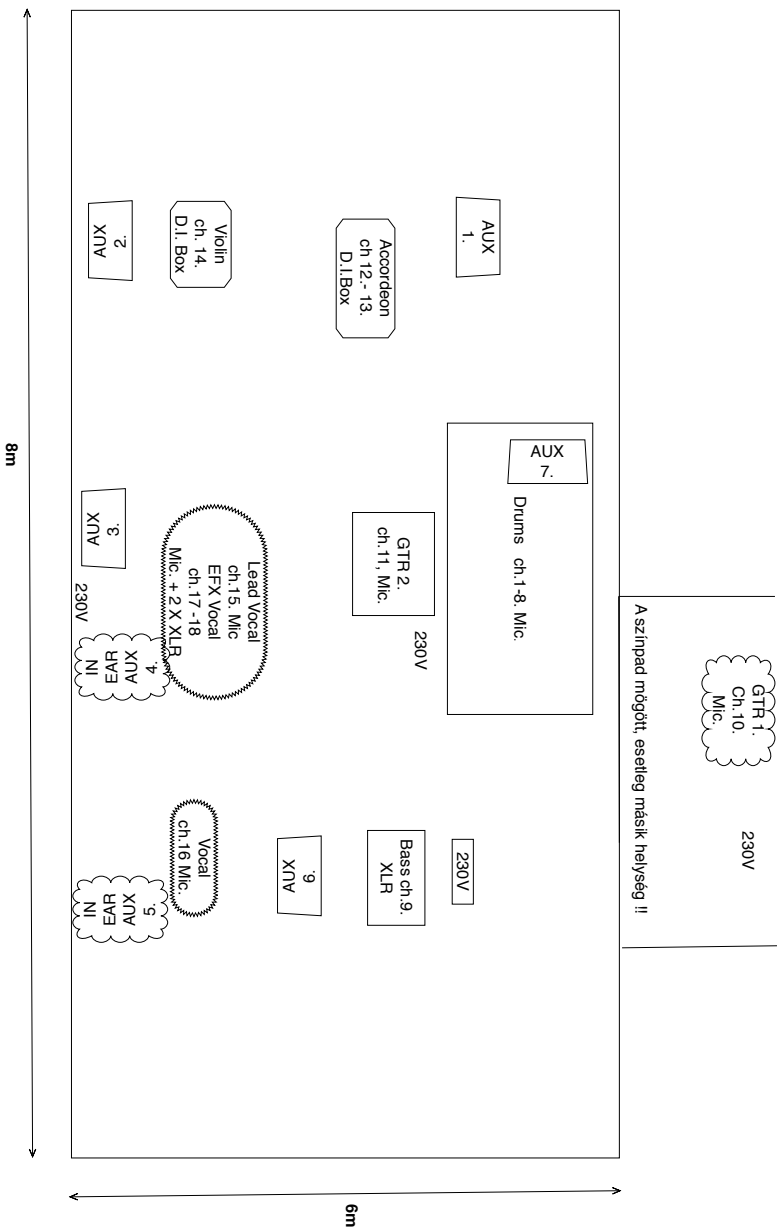 GTR 1.
Ch.10.
Mic.
230V
A színpad mögött, esetleg másik helység !!
AUX
7.
Drums ch.1-8. Mic.
AUX
1.
230V
230V
Accordeon
ch 12.- 13.
D.I.Box
GTR 2.
ch.11, Mic.
Bass ch.9.
XLR
AUX
6.
Violin
ch. 14.
D.I. Box
Lead Vocal
ch.15. Mic
EFX Vocal
ch.17 -18
Mic. + 2 X XLR
Vocal
ch.16 Mic.
AUX
2.
AUX
3.
230V
IN
EAR
AUX
4.
IN
EAR
AUX
5.
8m
6m